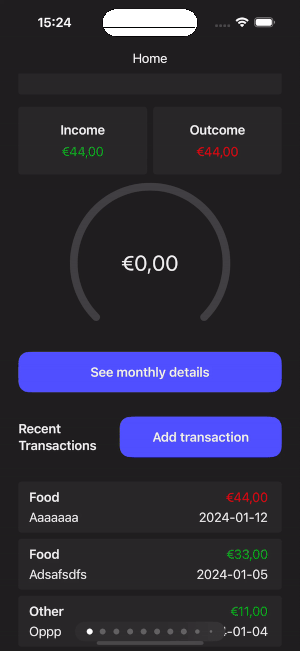 15:24
Home
Income
Outcome
€44,00
€44,00
€0,00
See monthly details
Recent
Transactions
Add transaction
Food
€44,00
Aaaaaaa
2024-01-12
Food
€33,00
Adsafsdfs
2024-01-05
Other
€11,00
Oppp
-01-04